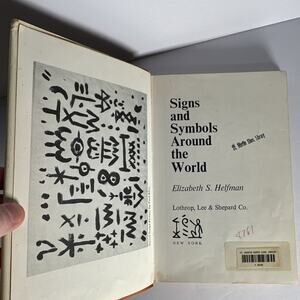 Signs
and
Symbols
Around
the
World
Elizabeth S. Helfman
Lothrop, Lee & Shepard Co.
NEW YORK